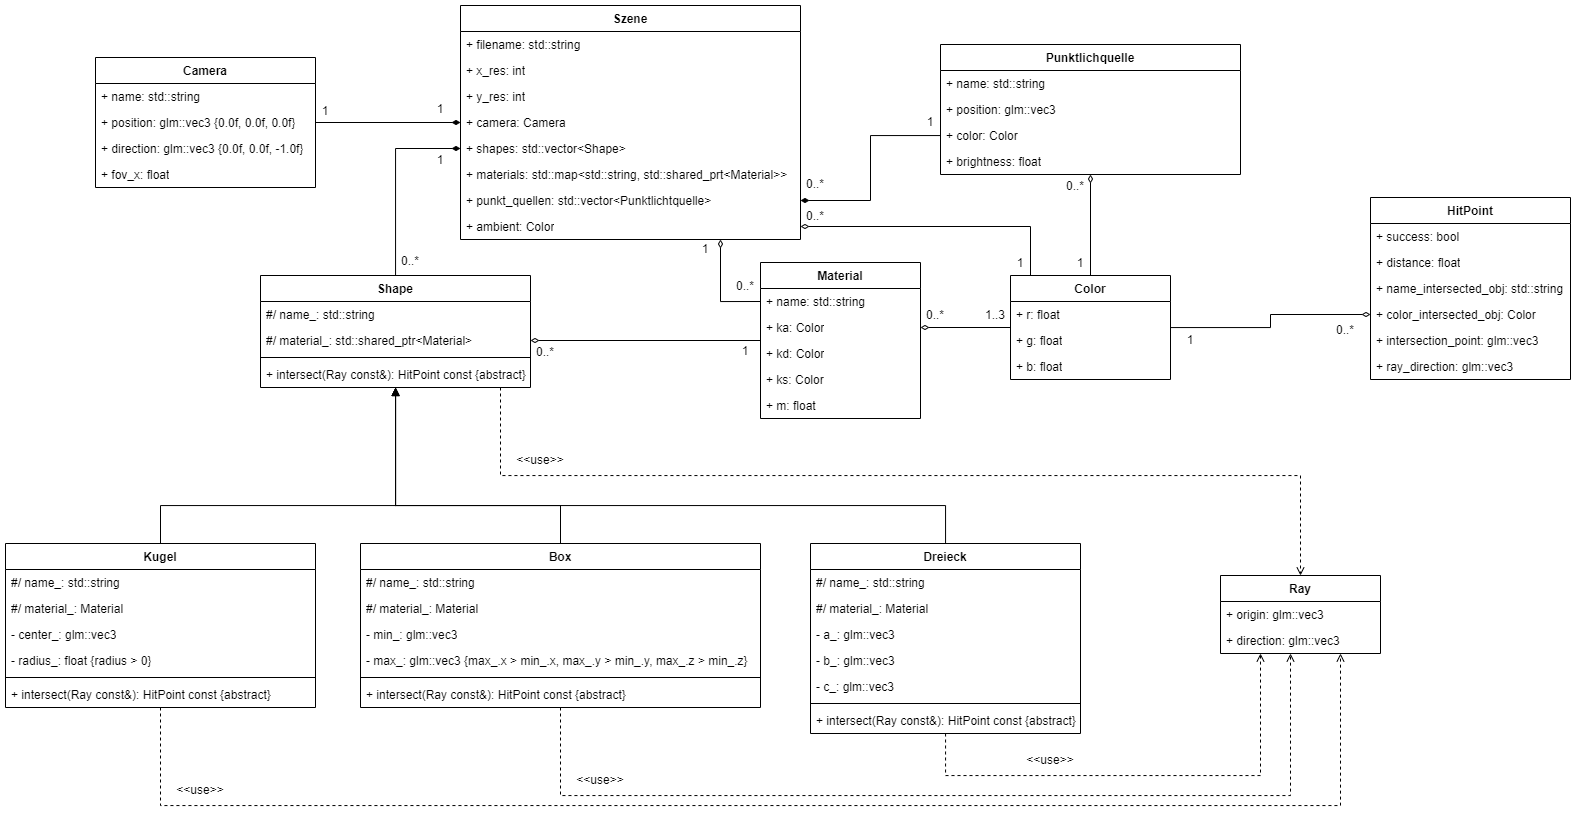 Szene
+ filename: std::string
+ x_res: int
+ y_res: int
+ camera: Camera
+ shapes: std::vector<Shape>
+ materials: std::map<std::string, std::shared_prt<Material>>
+ punkt_quellen: std::vector<Punktlichtquelle>
+ ambient: Color
Camera
+ name: std::string
+ position: glm::vec3 {0.0f, 0.0f, 0.0f}
+ direction: glm::vec3 {0.0f, 0.0f, -1.0f}
+ fov_x: float
1
1
1
0..*
Punktlichquelle
+ name: std::string
+ position: glm::vec3
+ color: Color
+ brightness: float
1
0..*
0..*
1
0..*
1
1
0..*
HitPoint
+ success: bool
+ distance: float
+ name_intersected_obj: std::string
+ color_intersected_obj: Color
+ intersection_point: glm::vec3
+ ray_direction: glm::vec3
Shape
#/ name_: std::string
#/ material_: std::shared_ptr<Material>
+ intersect(Ray const&): HitPoint const {abstract}
0..*
1
Material
+ name: std::string
+ ka: Color
+ kd: Color
+ ks: Color
+ m: float
0..*
1..3
Color
+ r: float
+ g: float
+ b: float
1
0..*
<<use>>
Kugel
#/ name_: std::string
#/ material_: Material
- center_: glm::vec3
- radius_: float {radius > 0}
+ intersect(Ray const&): HitPoint const {abstract}
Box
#/ name_: std::string
#/ material_: Material
- min_: glm::vec3
- max_: glm::vec3 {max_.x > min_.x, max_.y > min_.y, max_.z > min_.z}
+ intersect(Ray const&): HitPoint const {abstract}
Dreieck
#/ name_: std::string
#/ material_: Material
- a_: glm::vec3
- b_: glm::vec3
- c_: glm::vec3
+ intersect(Ray const&): HitPoint const {abstract}
Ray
+ origin: glm::vec3
+ direction: glm::vec3
<<use>>
<<use>>
<<use>>